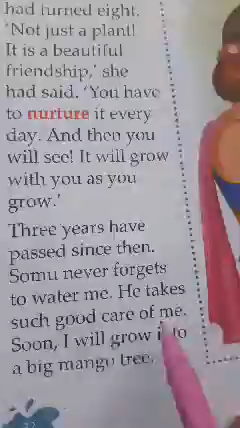 had turned eight.
'Not just a plant!
It is a beautiful
friendship,' she
had said. 'You have
to nurture it every
day. And then you
will see! It will grow
with you as you
grow.'
Three years have
passed since then.
Somu never forgets
to water me. He takes
such good care of me.
Soon, I will grow into
a big mango tree.